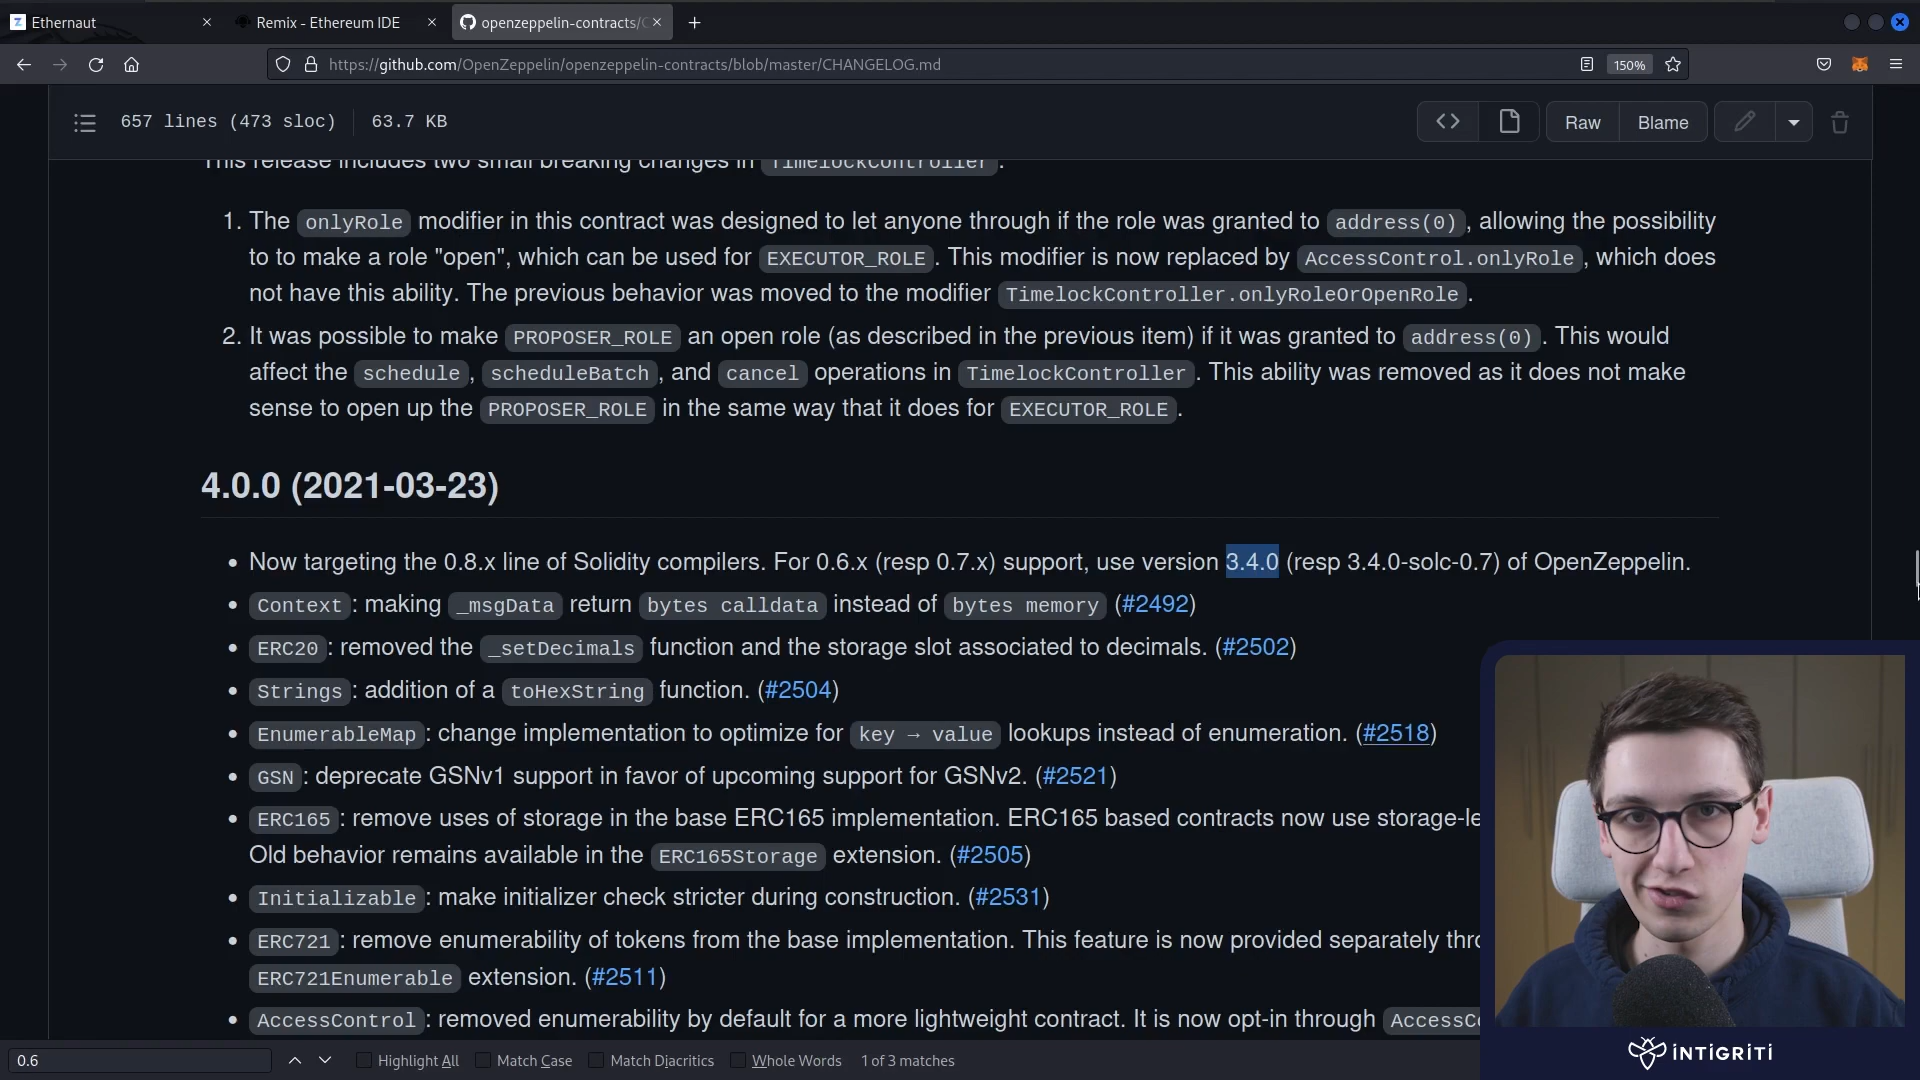 Ethernaut
Remix - Ethereum IDE
openzeppelin-contracts/C
https://github.com/OpenZeppelin/openzeppelin-contracts/blob/master/CHANGELOG.md
150%
657 lines (473 sloc)
63.7 KB
Raw
Blame
This release includes two small breaking changes in TimelockController.
1. The onlyRole modifier in this contract was designed to let anyone through if the role was granted to address(0), allowing the possibility
to to make a role "open", which can be used for EXECUTOR_ROLE. This modifier is now replaced by AccessControl.onlyRole, which does
not have this ability. The previous behavior was moved to the modifier TimelockController.onlyRoleOrOpenRole.
2. It was possible to make PROPOSER_ROLE an open role (as described in the previous item) if it was granted to address(0). This would
affect the schedule, scheduleBatch, and cancel operations in TimelockController. This ability was removed as it does not make
sense to open up the PROPOSER_ROLE in the same way that it does for EXECUTOR_ROLE.
4.0.0 (2021-03-23)
• Now targeting the 0.8.x line of Solidity compilers. For 0.6.x (resp 0.7.x) support, use version 3.4.0 (resp 3.4.0-solc-0.7) of OpenZeppelin.
• Context: making _msgData return bytes calldata instead of bytes memory (#2492)
• ERC20: removed the _setDecimals function and the storage slot associated to decimals. (#2502)
• Strings: addition of a toHexString function. (#2504)
• EnumerableMap: change implementation to optimize for key → value lookups instead of enumeration. (#2518)
• GSN: deprecate GSNv1 support in favor of upcoming support for GSNv2. (#2521)
• ERC165: remove uses of storage in the base ERC165 implementation. ERC165 based contracts now use storage-le
Old behavior remains available in the ERC165Storage extension. (#2505)
• Initializable: make initializer check stricter during construction. (#2531)
• ERC721: remove enumerability of tokens from the base implementation. This feature is now provided separately thro
ERC721Enumerable extension. (#2511)
• AccessControl: removed enumerability by default for a more lightweight contract. It is now opt-in through AccessCo
0.6
Highlight All
Match Case
Match Diacritics
Whole Words
1 of 3 matches
INTIGRITI